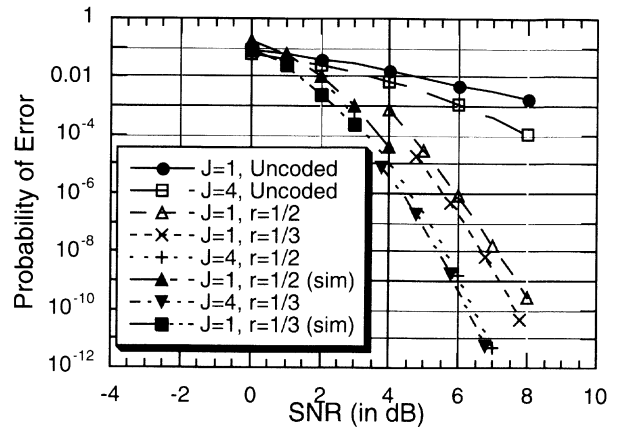 1
0.01
10^-4
10^-6
10^-8
10^-10
10^-12
Probability of Error
J=1, Uncoded
J=4, Uncoded
J=1, r=1/2
J=1, r=1/3
J=4, r=1/2
J=1, r=1/2 (sim)
J=4, r=1/3
J=1, r=1/3 (sim)
-4 -2 0 2 4 6 8 10
SNR (in dB)